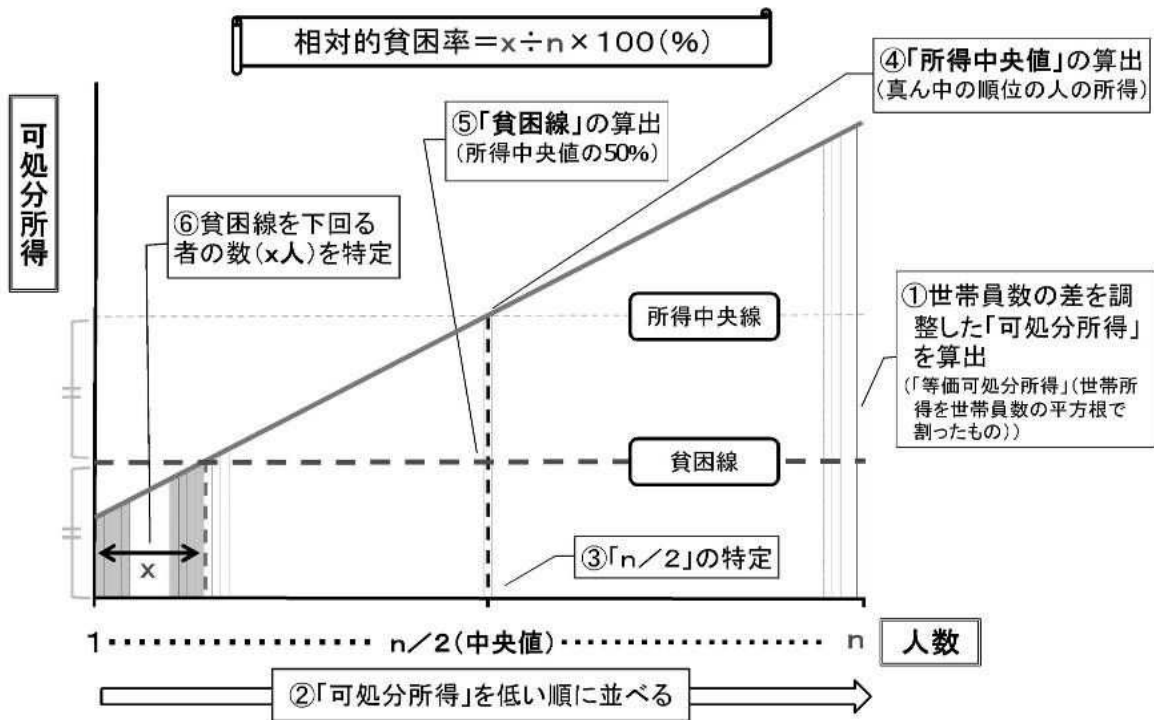 相対的貧困率＝x÷n×100(%)
④「所得中央値」の算出
(真ん中の順位の人の所得)
可処分所得
⑤「貧困線」の算出
(所得中央値の50%)
⑥貧困線を下回る
者の数(x人)を特定
所得中央線
①世帯員数の差を調
整した「可処分所得」
を算出
(「等価可処分所得」(世帯所
得を世帯員数の平方根で
割ったもの))
貧困線
x
③「n／2」の特定
1‥‥‥‥‥‥‥‥n／2(中央値)‥‥‥‥‥‥‥‥n
人数
②「可処分所得」を低い順に並べる